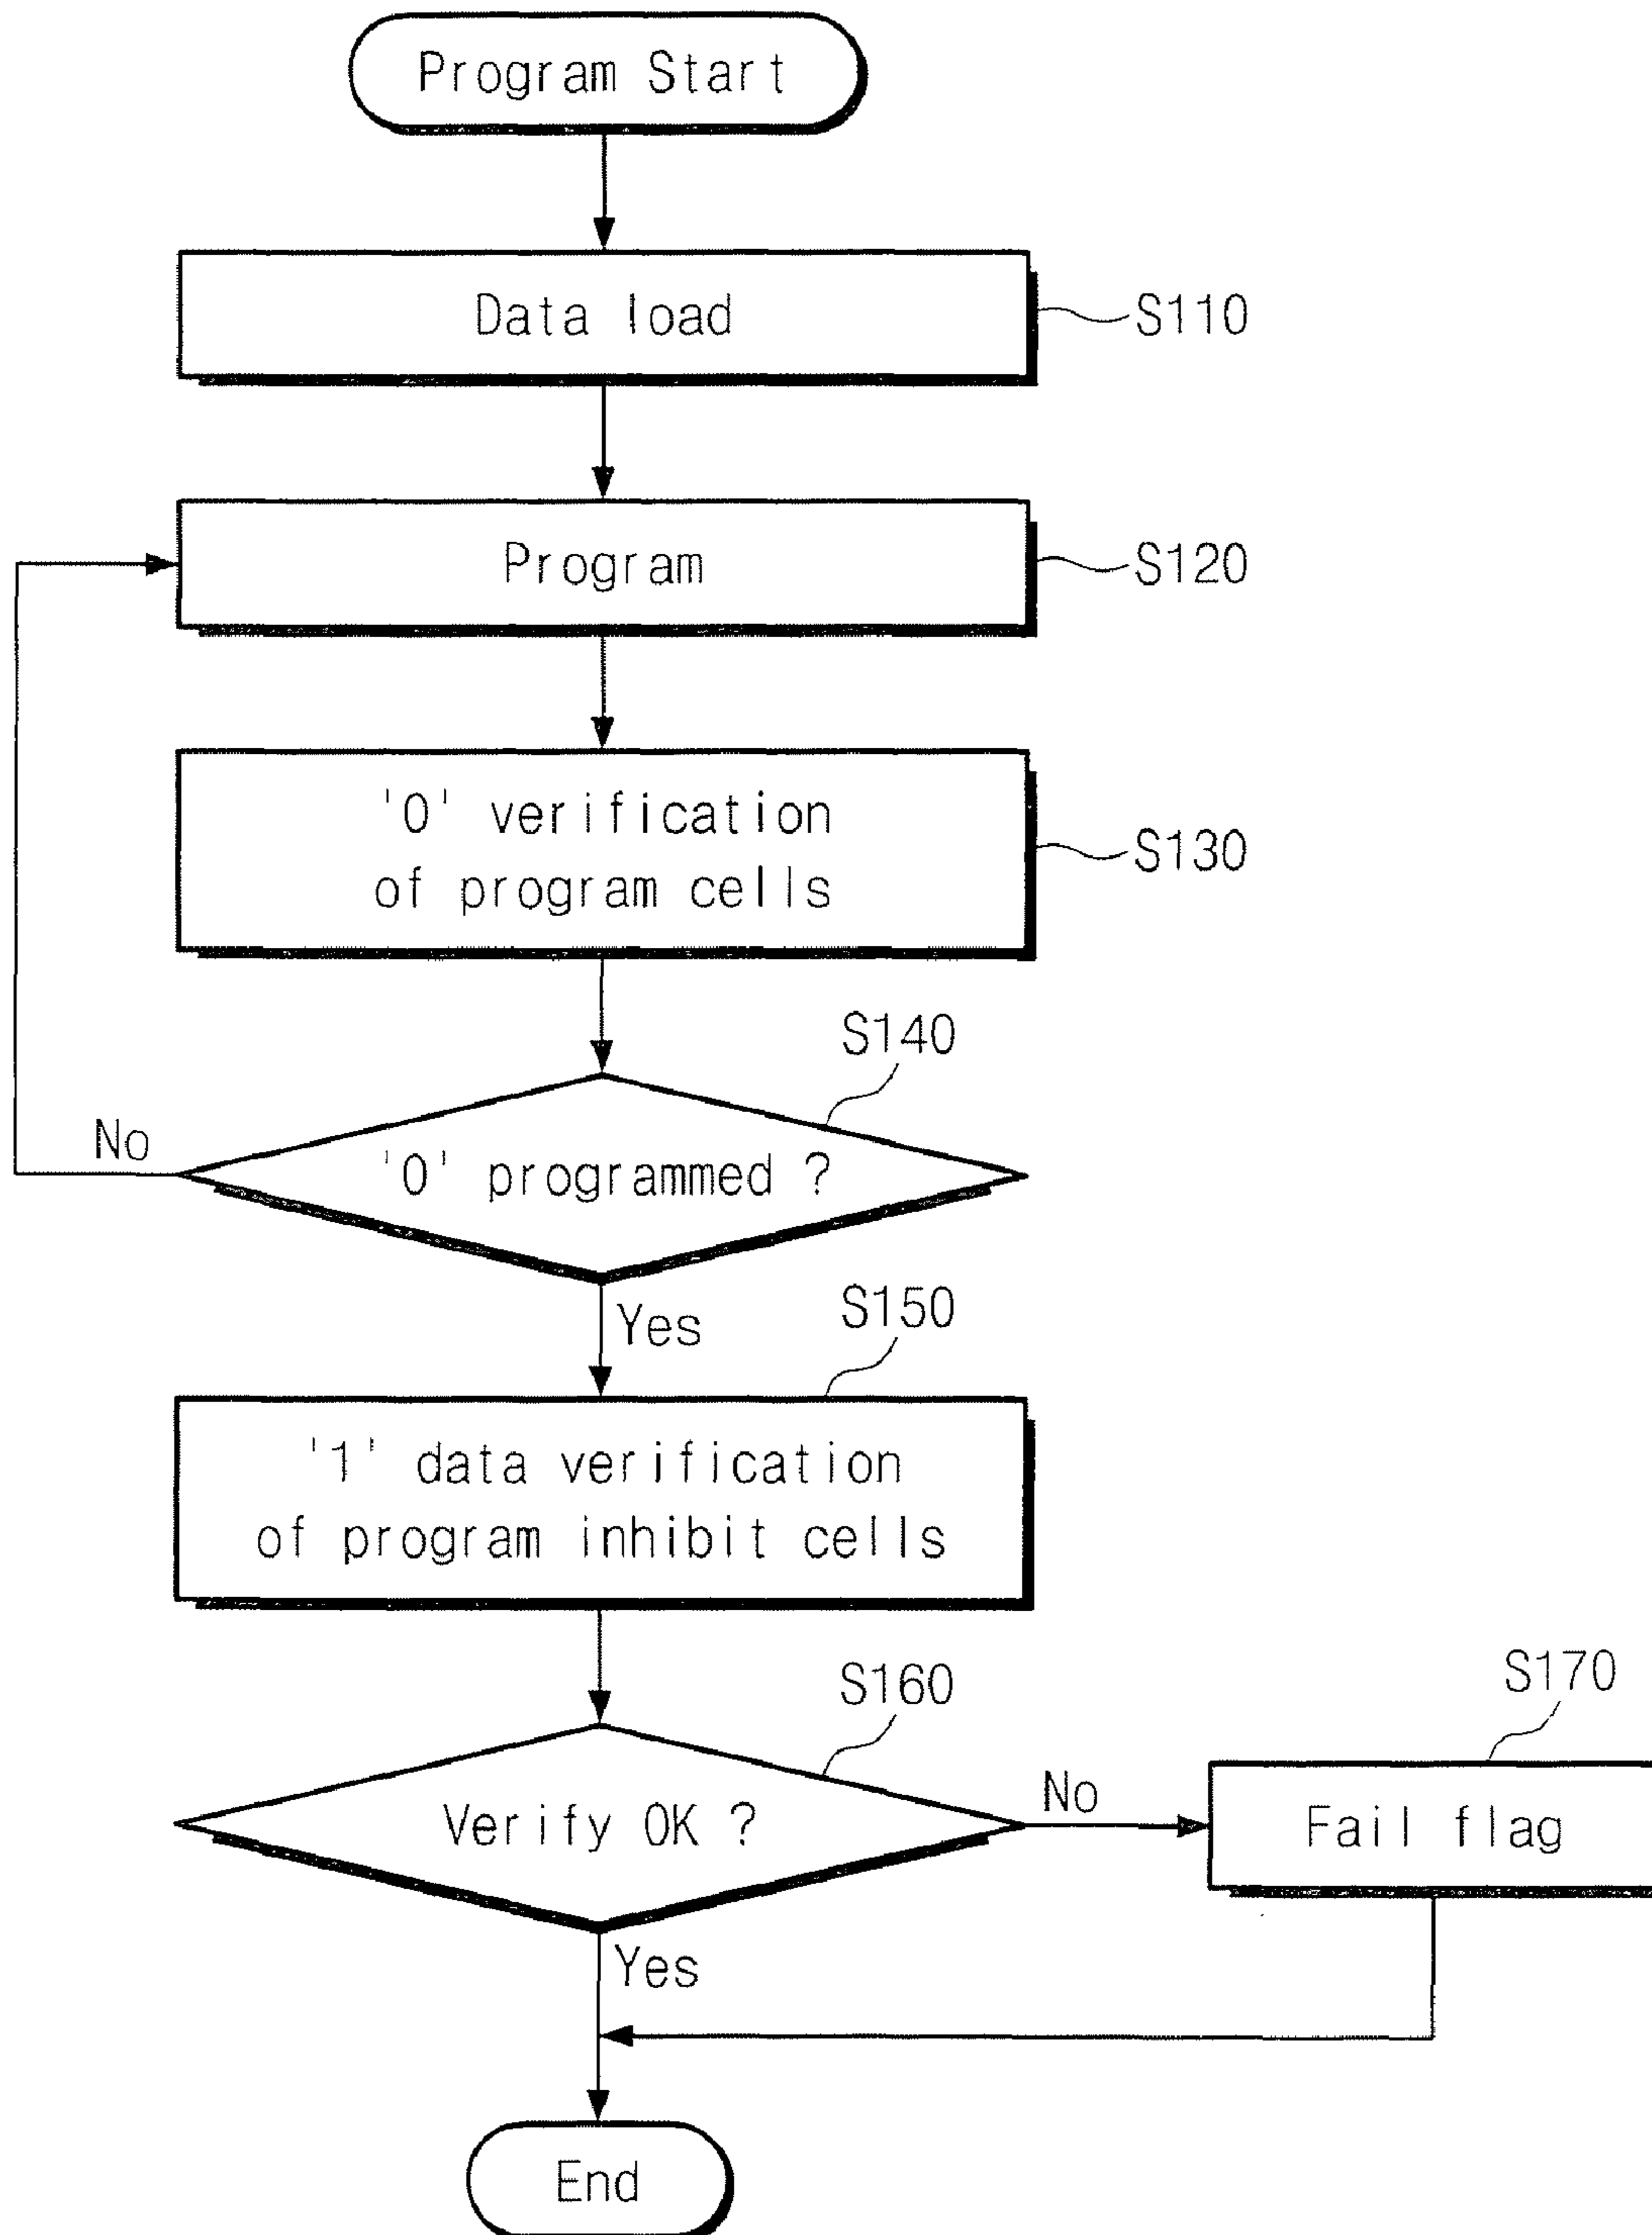 Program Start
Data load
S110
Program
S120
'0' verification
of program cells
S130
S140
No
'0' programmed ?
Yes
S150
'1' data verification
of program inhibit cells
S160
S170
Verify OK ?
No
Fail flag
Yes
End